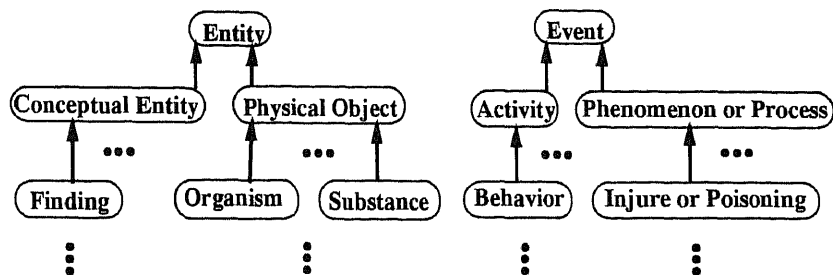 Entity
Event
Conceptual Entity
Physical Object
Activity
Phenomenon or Process
Finding
Organism
Substance
Behavior
Injure or Poisoning